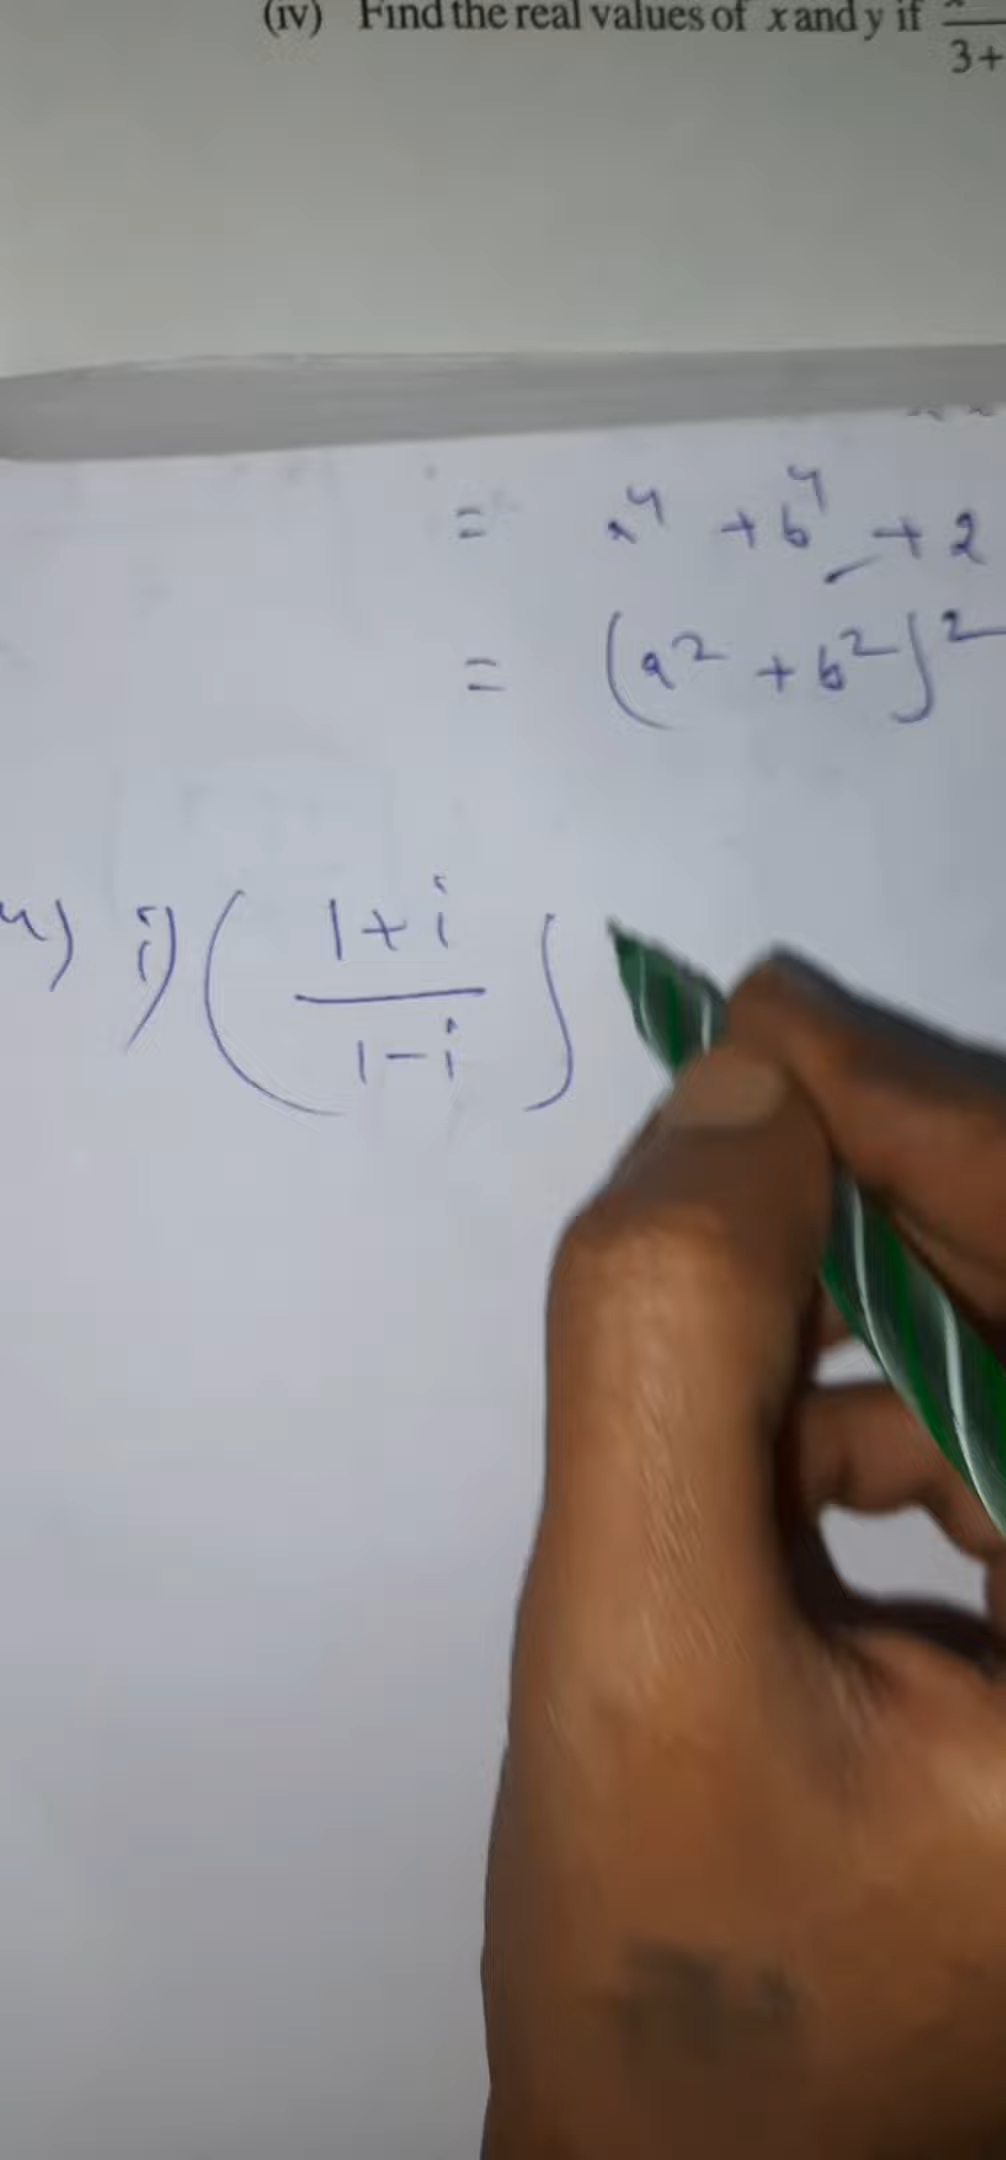 (iv) Find the real values of x and y if
3+
= a⁴ + b⁴ + 2
= (a² + b²)²
4) i) (1+i
1-i)